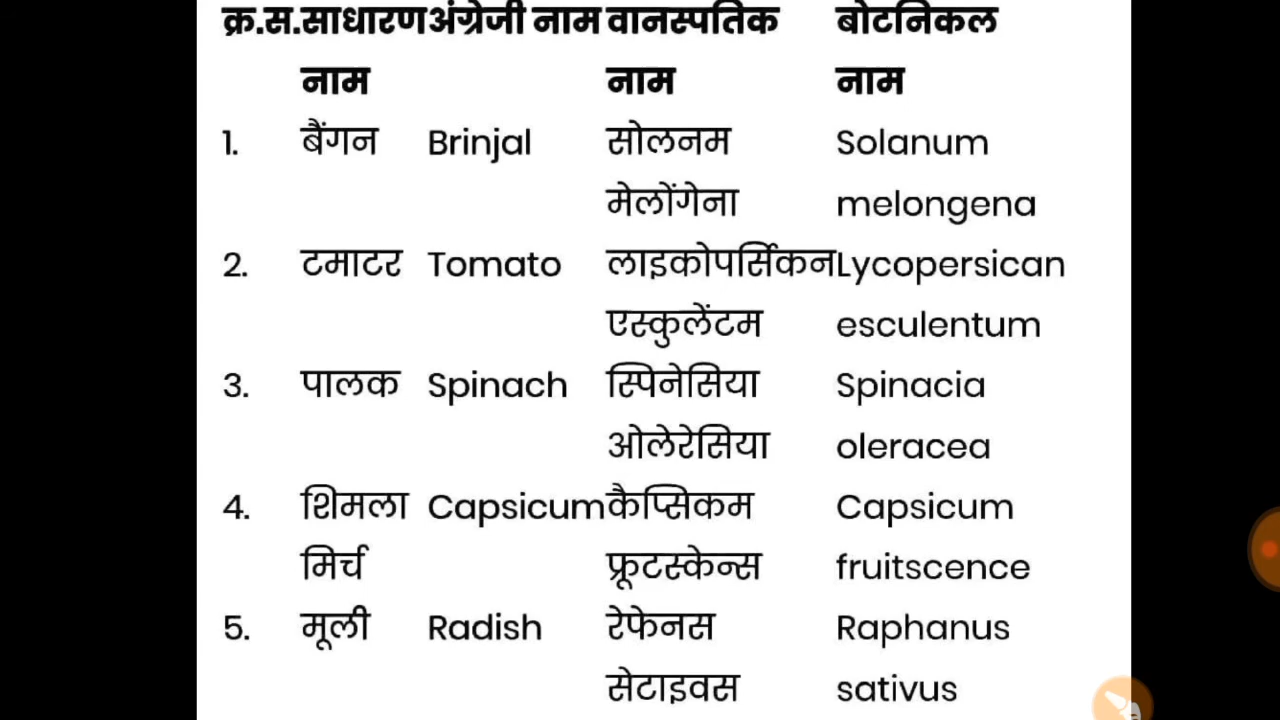 क्र.स.साधारणअंग्रेजी नाम वानस्पतिक बोटनिकल
नाम नाम नाम
1. बैंगन Brinjal सोलनम Solanum
मेलोंगेना melongena
2. टमाटर Tomato लाइकोपर्सिकनLycopersican
एस्कुलेंटम esculentum
3. पालक Spinach स्पिनेसिया Spinacia
ओलेरेसिया oleracea
4. शिमला Capsicumकैप्सिकम Capsicum
मिर्च फ्रूटस्केन्स fruitscence
5. मूली Radish रेफेनस Raphanus
सेटाइवस sativus